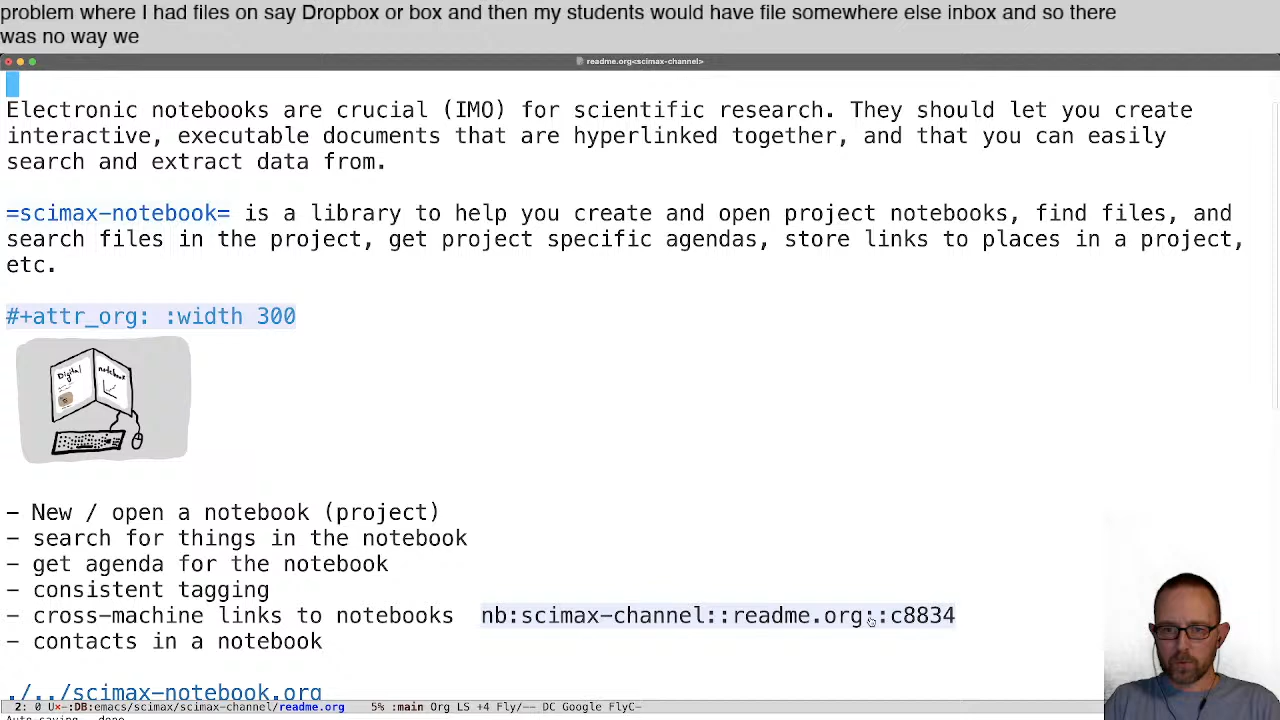 problem where I had files on say Dropbox or box and then my students would have file somewhere else inbox and so there
was no way we
readme.org<scimax-channel>
Electronic notebooks are crucial (IMO) for scientific research. They should let you create
interactive, executable documents that are hyperlinked together, and that you can easily
search and extract data from.
=scimax-notebook= is a library to help you create and open project notebooks, find files, and
search files in the project, get project specific agendas, store links to places in a project,
etc.
#+attr_org: :width 300
Digital notebook
- New / open a notebook (project)
- search for things in the notebook
- get agenda for the notebook
- consistent tagging
- cross-machine links to notebooks nb:scimax-channel::readme.org::c8834
- contacts in a notebook
./../scimax-notebook.org
2: 0 U×-:DB:emacs/scimax/scimax-channel/readme.org 5% :main Org LS +4 Fly/-- DC Google FlyC-
Auto-saving...done